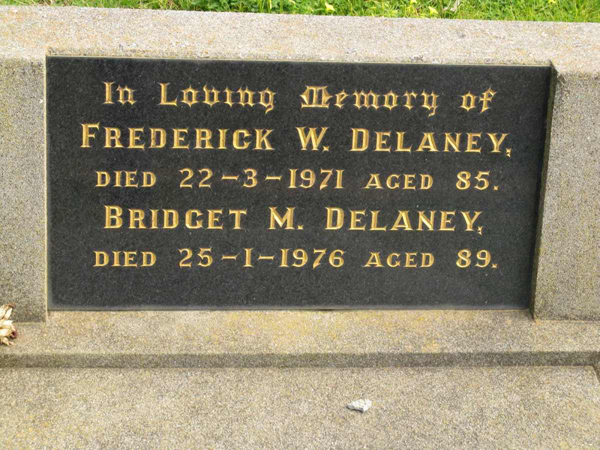 In Loving Memory of
FREDERICK W. DELANEY,
DIED 22-3-1971 AGED 85.
BRIDGET M. DELANEY,
DIED 25-1-1976 AGED 89.